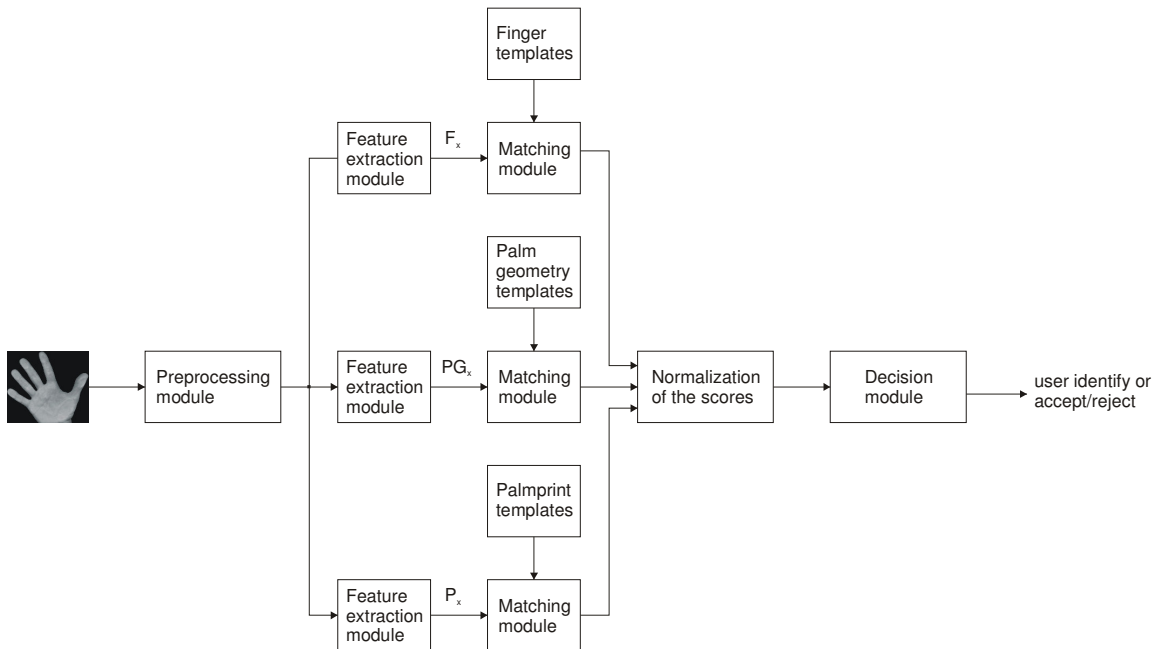 Finger
templates
Feature
extraction
module
F
x
Matching
module
Palm
geometry
templates
Preprocessing
module
Feature
extraction
module
PG
x
Matching
module
Normalization
of the scores
Decision
module
user identify or
accept/reject
Palmprint
templates
Feature
extraction
module
P
x
Matching
module